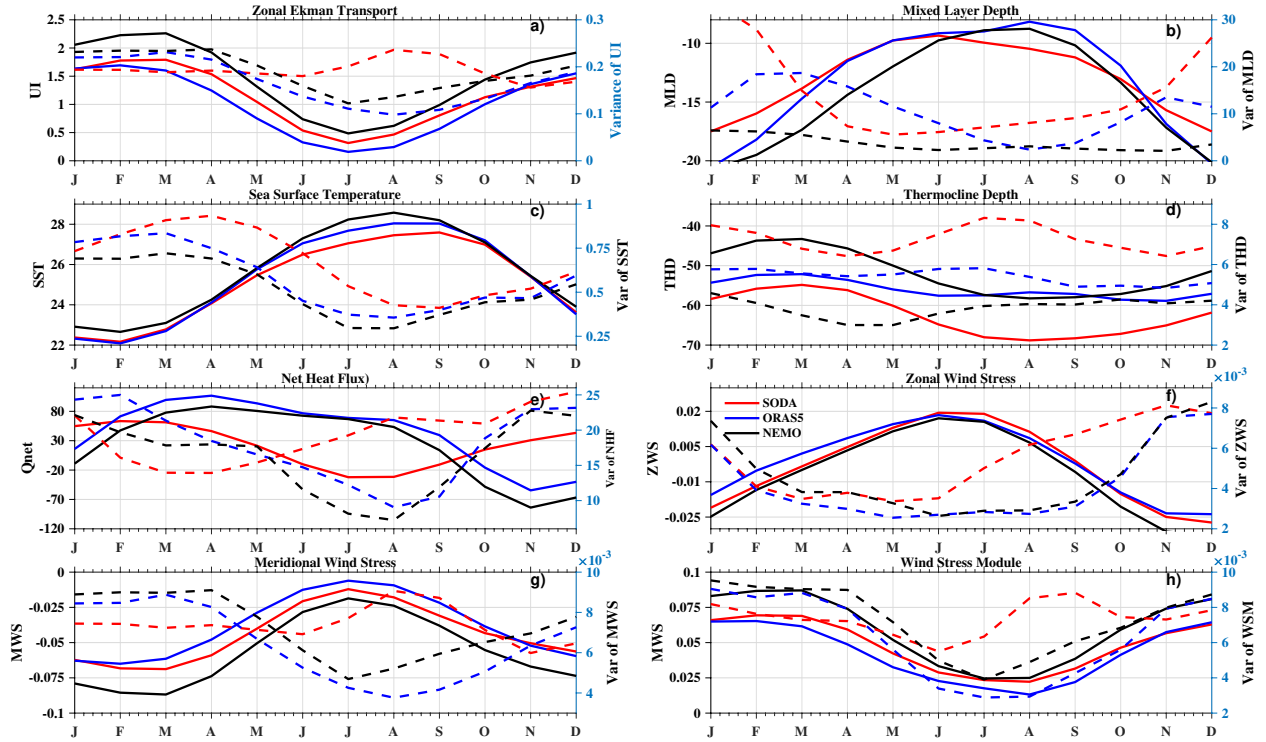 Zonal Ekman Transport
a)
UI
Variance of UI
2.5
2
1.5
1
0.5
0
0.3
0.2
0.1
0
J F M A M J J A S O N D
Mixed Layer Depth
b)
MLD
Var of MLD
-10
-15
-20
30
20
10
0
J F M A M J J A S O N D
Sea Surface Temperature
c)
SST
Var of SST
28
26
24
22
1
0.75
0.5
0.25
J F M A M J J A S O N D
Thermocline Depth
d)
THD
Var of THD
-40
-50
-60
-70
8
6
4
2
J F M A M J J A S O N D
Net Heat Flux)
e)
Qnet
Var of NHF
80
30
-20
-70
-120
25
20
15
10
J F M A M J J A S O N D
Zonal Wind Stress
×10-3
f)
SODA
ORAS5
NEMO
ZWS
Var of ZWS
0.02
0.005
-0.01
-0.025
8
6
4
2
J F M A M J J A S O N D
Meridional Wind Stress
×10-3
g)
MWS
Var of MWS
0
-0.025
-0.05
-0.075
-0.1
10
8
6
4
J F M A M J J A S O N D
Wind Stress Module
×10-3
h)
MWS
Var of WSM
0.1
0.075
0.05
0.025
0
10
8
6
4
2
J F M A M J J A S O N D